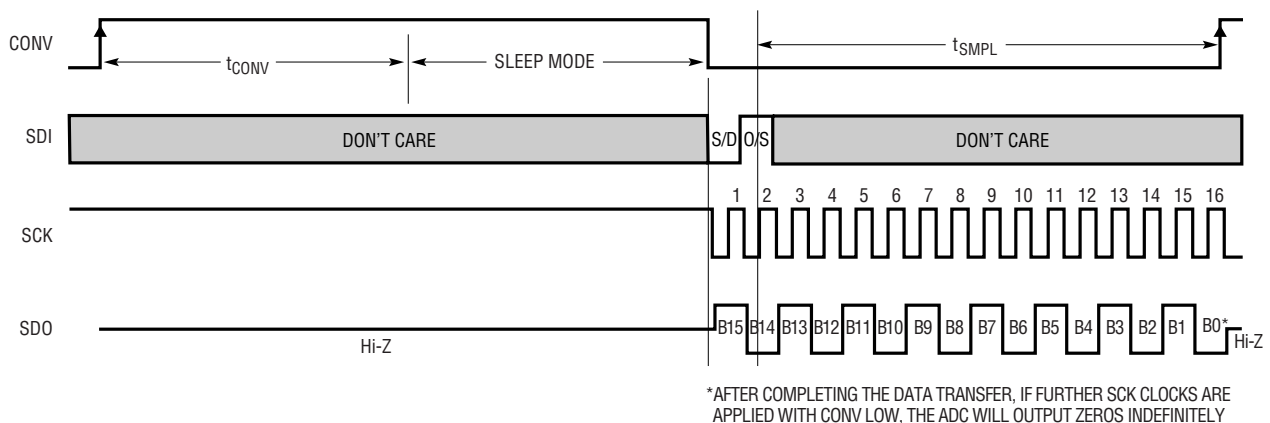 CONV
tCONV
SLEEP MODE
tSMPL
SDI
DON'T CARE
S/D
O/S
DON'T CARE
1 2 3 4 5 6 7 8 9 10 11 12 13 14 15 16
SCK
SDO
Hi-Z
B15 B14 B13 B12 B11 B10 B9 B8 B7 B6 B5 B4 B3 B2 B1 B0*
Hi-Z
*AFTER COMPLETING THE DATA TRANSFER, IF FURTHER SCK CLOCKS ARE
APPLIED WITH CONV LOW, THE ADC WILL OUTPUT ZEROS INDEFINITELY